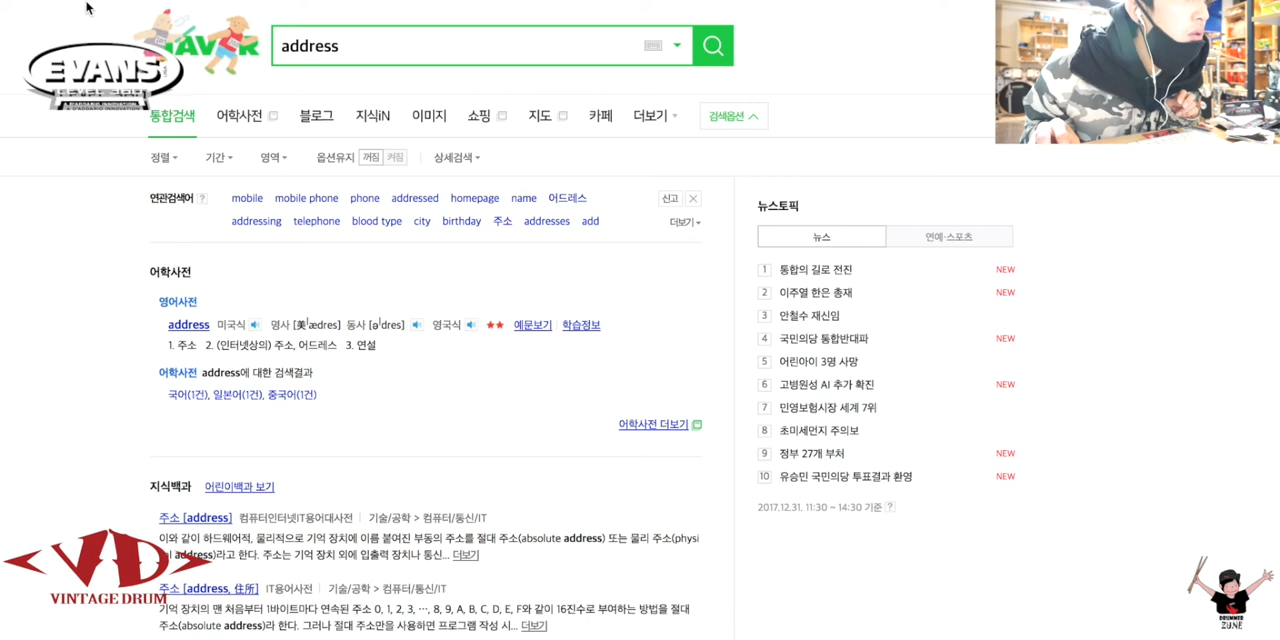 NAVER
address
EVANS
LEVEL 360
A D'ADDARIO INNOVATION
통합검색 어학사전 블로그 지식iN 이미지 쇼핑 지도 카페 더보기 검색옵션
정렬 기간 영역 옵션유지 꺼짐 켜짐 상세검색
연관검색어 ? mobile mobile phone phone addressed homepage name 어드레스 신고
addressing telephone blood type city birthday 주소 addresses add 더보기
어학사전
영어사전
address 미국식 명사 [美|ædres] 동사 [ə|dres] 영국식 ★★ 예문보기 학습정보
1. 주소 2. (인터넷상의) 주소, 어드레스 3. 연설
어학사전 address에 대한 검색결과
국어(1건), 일본어(1건), 중국어(1건)
어학사전 더보기
지식백과 어린이백과 보기
주소 [address] 컴퓨터인터넷IT용어대사전 기술/공학 > 컴퓨터/통신/IT
이와 같이 하드웨어적, 물리적으로 기억 장치에 이름 붙여진 부동의 주소를 절대 주소(absolute address) 또는 물리 주소(physi
al address)라고 한다. 주소는 기억 장치 외에 입출력 장치나 통신... 더보기
주소 [address, 住所] IT용어사전 기술/공학 > 컴퓨터/통신/IT
기억 장치의 맨 처음부터 1바이트마다 연속된 주소 0, 1, 2, 3, …, 8, 9, A, B, C, D, E, F와 같이 16진수로 부여하는 방법을 절대
주소(absolute address)라 한다. 그러나 절대 주소만을 사용하면 프로그램 작성 시... 더보기
뉴스토픽
뉴스 연예·스포츠
1 통합의 길로 전진 NEW
2 이주열 한은 총재 NEW
3 안철수 재신임
4 국민의당 통합반대파 NEW
5 어린아이 3명 사망
6 고병원성 AI 추가 확진 NEW
7 민영보험시장 세계 7위
8 초미세먼지 주의보
9 정부 27개 부처 NEW
10 유승민 국민의당 투표결과 환영 NEW
2017.12.31. 11:30 ~ 14:30 기준 ?
VD
VINTAGE DRUM
DRUMMER
ZUNE